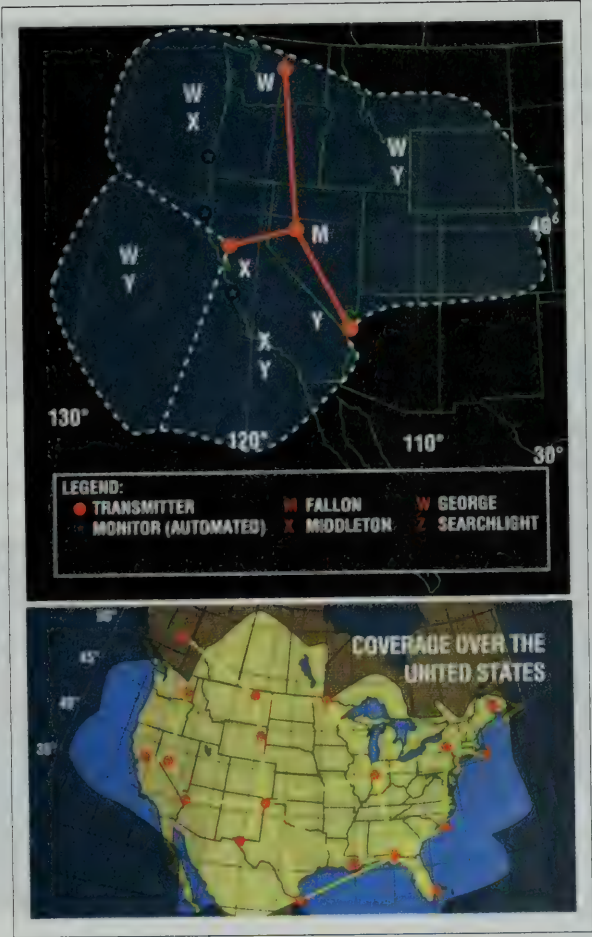 W
W
X
W
Y
M
40°
W
Y
X
Y
X
Y
130°
120°
110°
30°
LEGEND:
TRANSMITTER M FALLON W GEORGE
MONITOR (AUTOMATED) X MIDDLETON Z SEARCHLIGHT
COVERAGE OVER THE
UNITED STATES
45°
40°